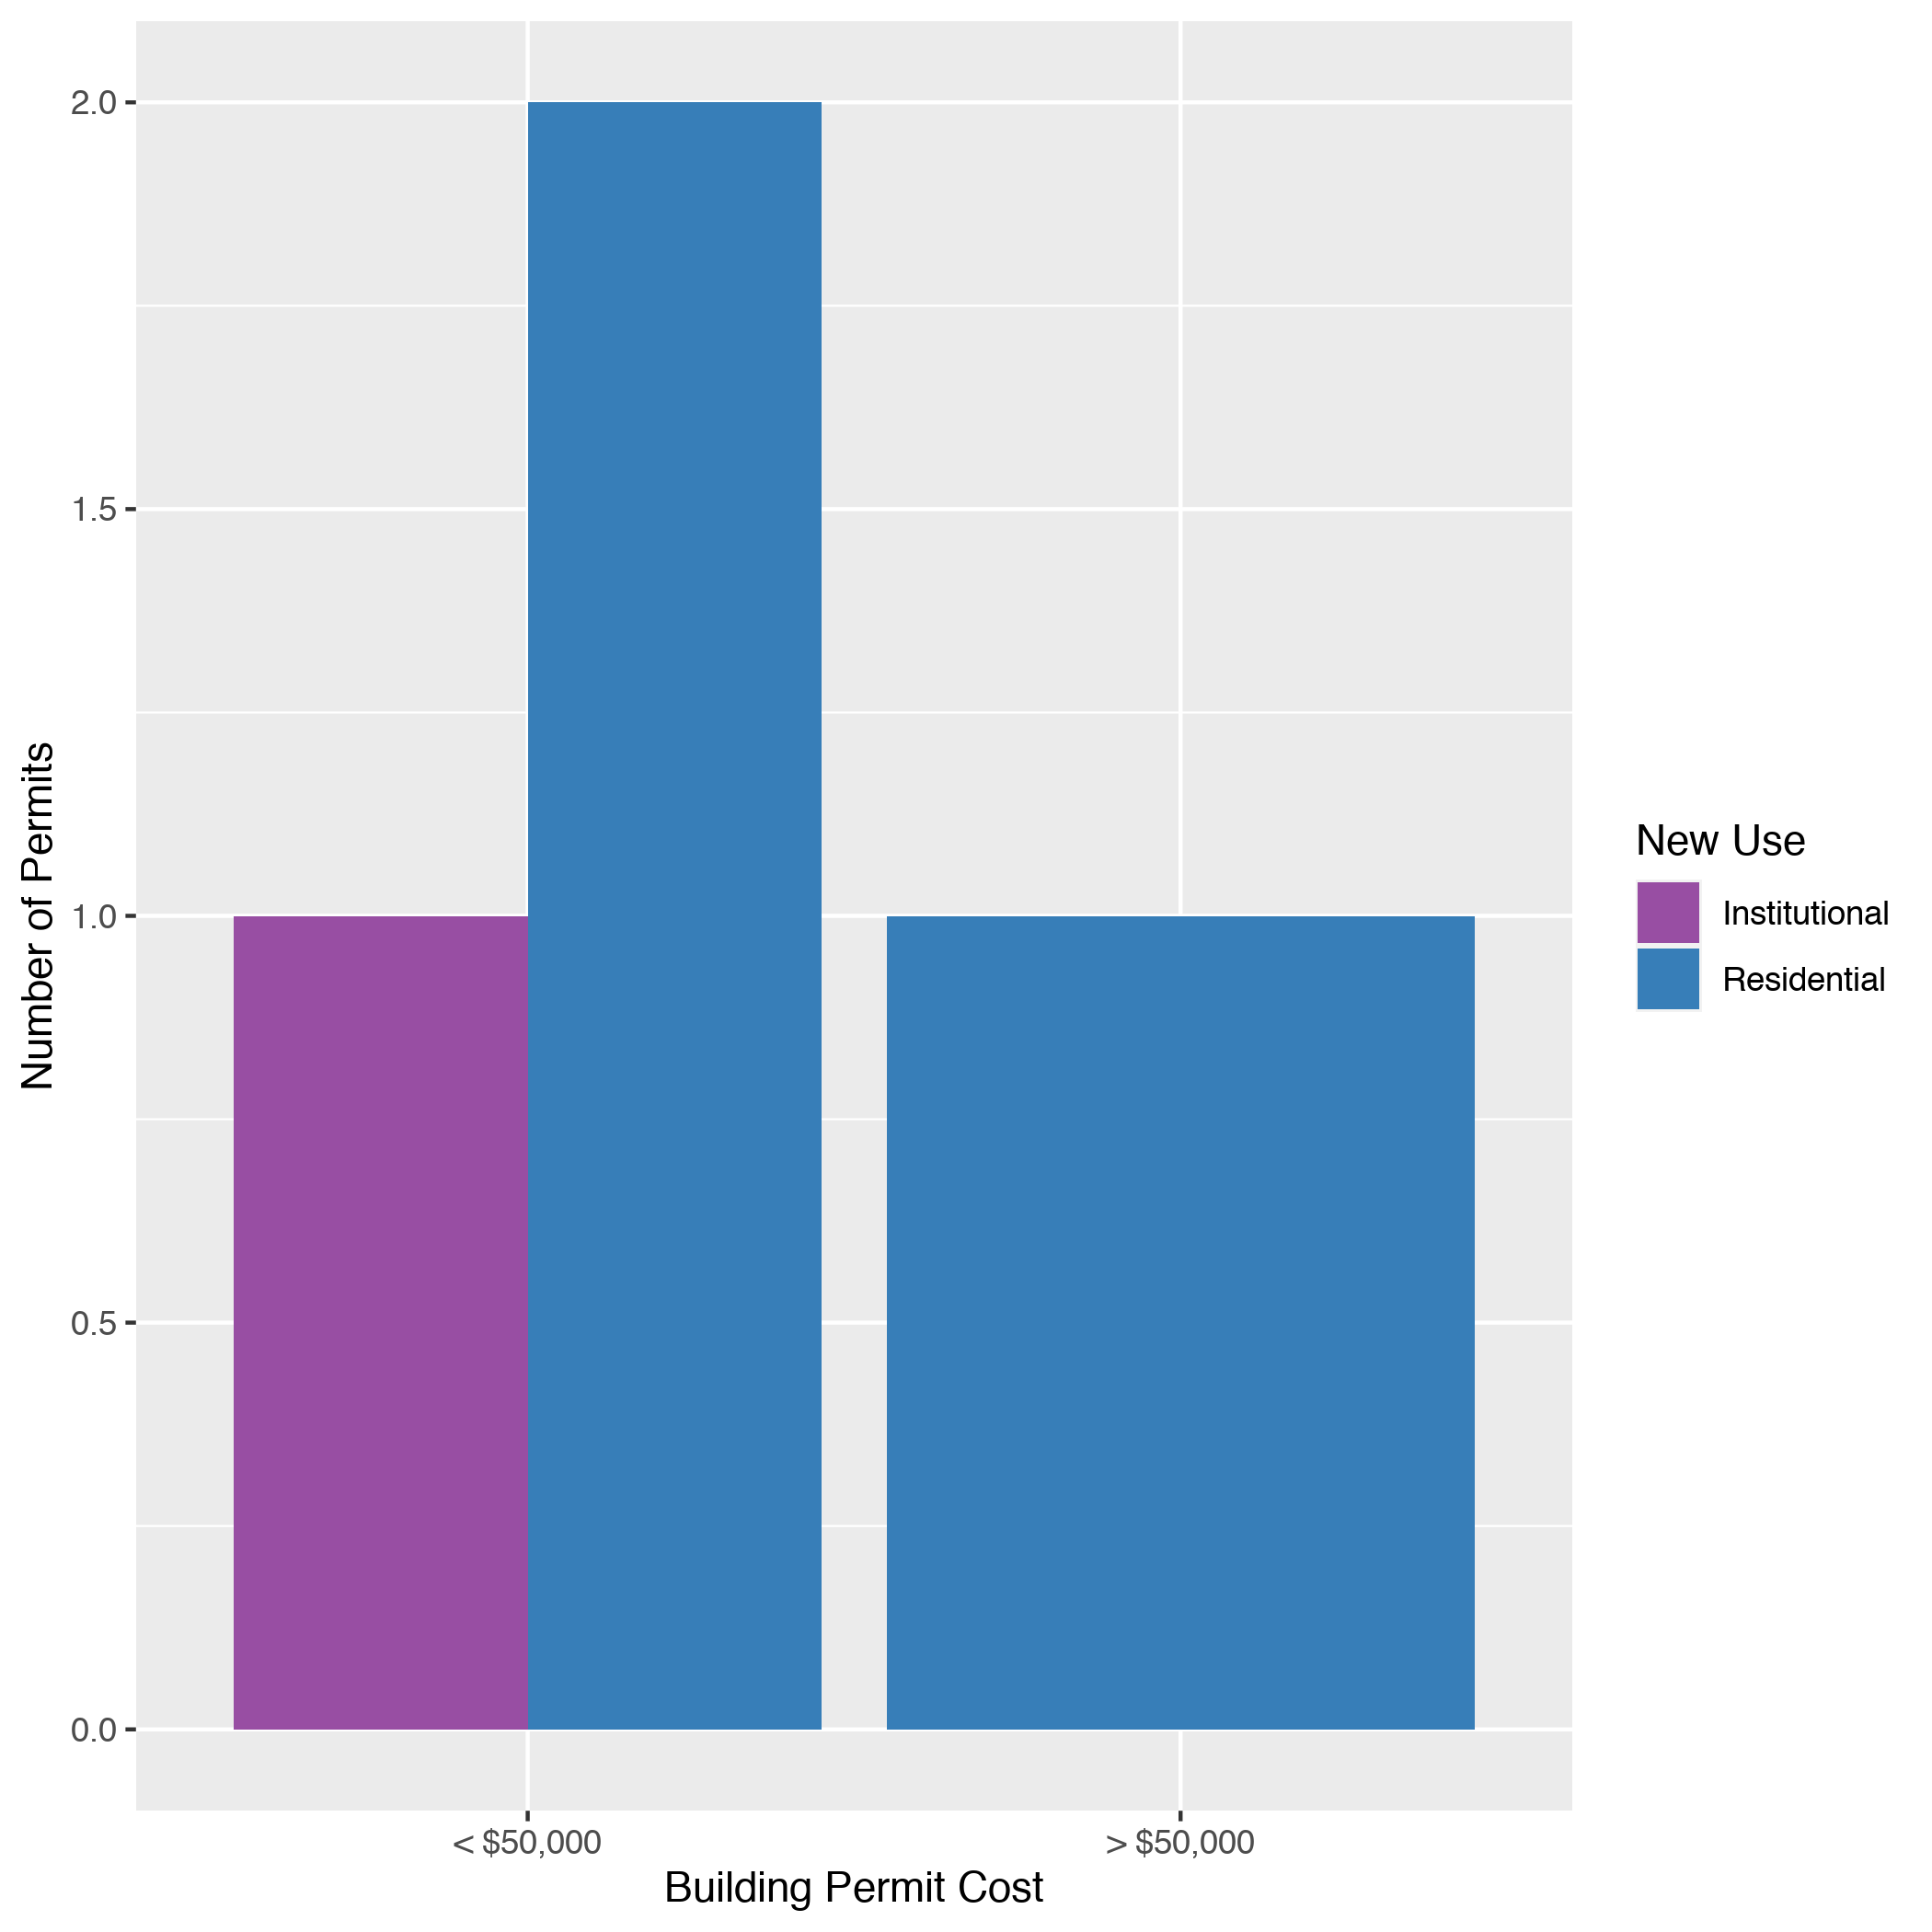 2.0
1.5
1.0
0.5
0.0
Number of Permits
< $50,000
> $50,000
Building Permit Cost
New Use
Institutional
Residential